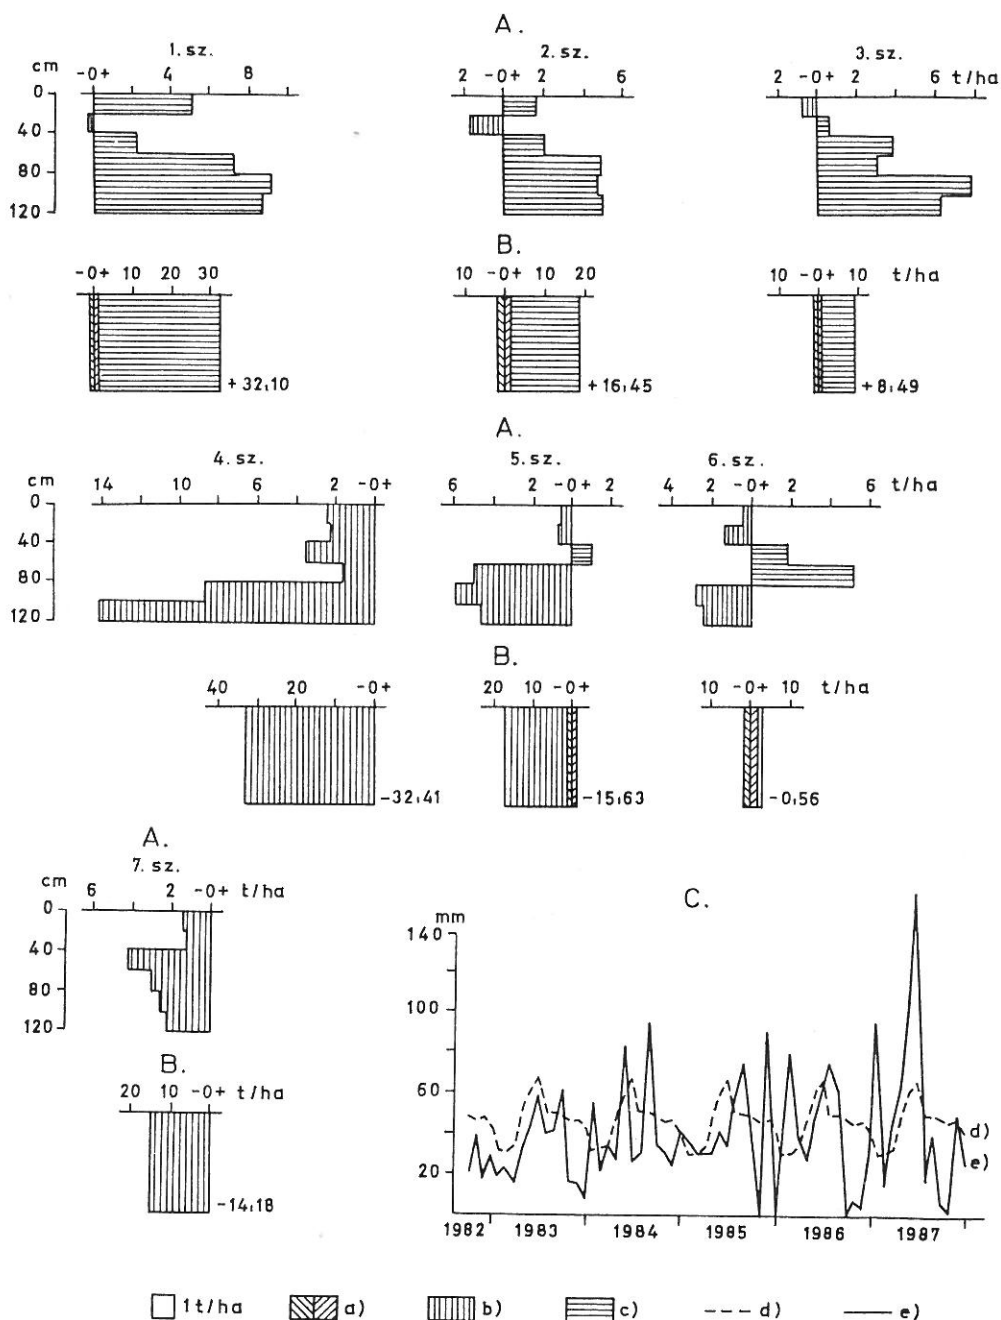 A.
1. sz. 2. sz. 3. sz.
cm -0+ 4 8 2 -0+ 2 6 2 -0+ 2 6 t/ha
0
40
80
120
B.
-0+ 10 20 30 10 -0+ 10 20 10 -0+ 10 t/ha
+32,10 +16,45 +8,49
A.
4. sz. 5. sz. 6. sz.
cm 14 10 6 2 -0+ 6 2 -0+ 2 4 2 -0+ 2 6 t/ha
0
40
80
120
B.
40 20 -0+ 20 10 -0+ 10 -0+ 10 t/ha
-32,41 -15,63 -0,56
A.
7. sz.
cm 6 2 -0+ t/ha
0
40
80
120
B.
20 10 -0+ t/ha
-14,18
C.
mm
140
100
60
20
d)
e)
1982 1983 1984 1985 1986 1987
1 t/ha a) b) c) d) e)